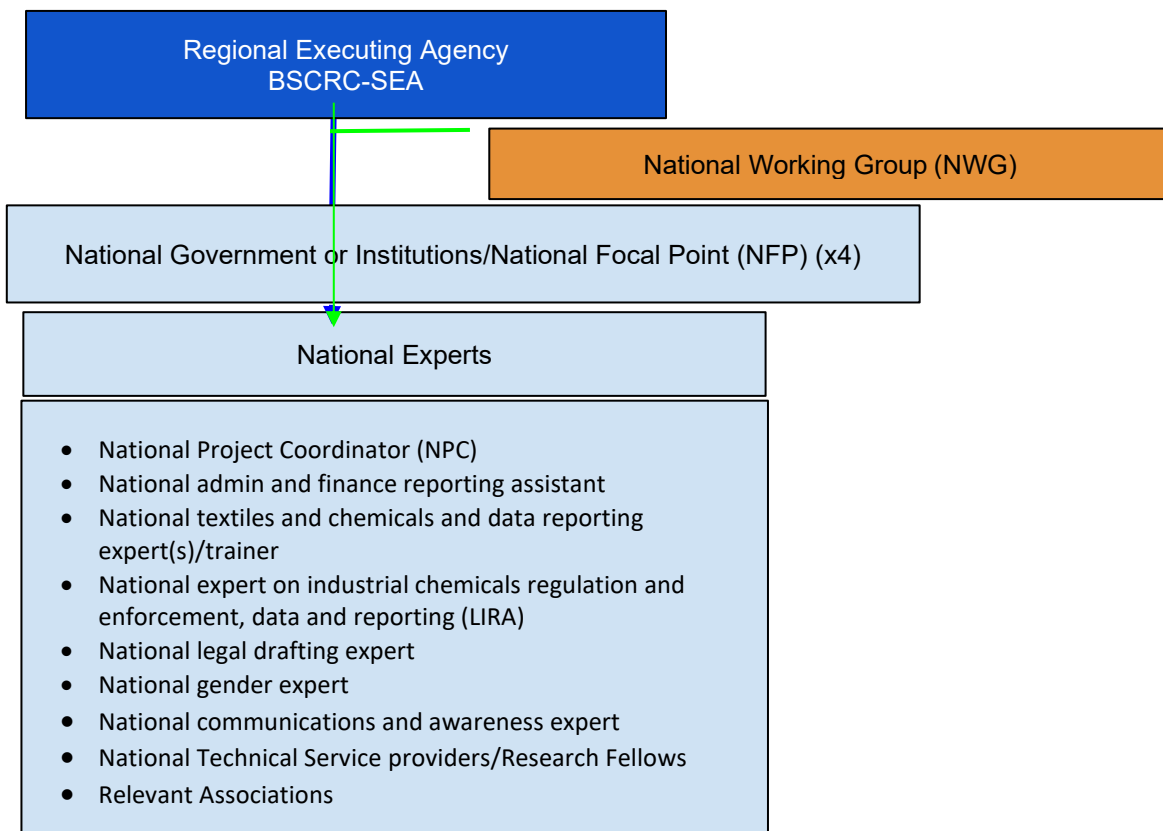 Regional Executing Agency
BSCRC-SEA
National Working Group (NWG)
National Government or Institutions/National Focal Point (NFP) (x4)
National Experts
• National Project Coordinator (NPC)
• National admin and finance reporting assistant
• National textiles and chemicals and data reporting
expert(s)/trainer
• National expert on industrial chemicals regulation and
enforcement, data and reporting (LIRA)
• National legal drafting expert
• National gender expert
• National communications and awareness expert
• National Technical Service providers/Research Fellows
• Relevant Associations